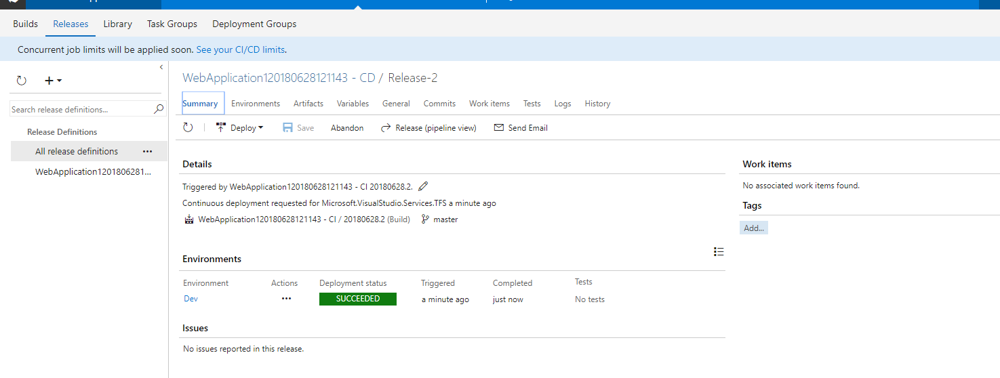 Builds Releases Library Task Groups Deployment Groups
Concurrent job limits will be applied soon. See your CI/CD limits.
WebApplication120180628121143 - CD / Release-2
Summary Environments Artifacts Variables General Commits Work items Tests Logs History
Deploy Save Abandon Release (pipeline view) Send Email
Search release definitions...
Release Definitions
All release definitions ...
WebApplication1201806281...
Details
Triggered by WebApplication120180628121143 - CI 20180628.2.
Continuous deployment requested for Microsoft.VisualStudio.Services.TFS a minute ago
WebApplication120180628121143 - CI / 20180628.2 (Build) master
Environments
Environment Actions Deployment status Triggered Completed Tests
Dev ... SUCCEEDED a minute ago just now No tests
Issues
No issues reported in this release.
Work items
No associated work items found.
Tags
Add...